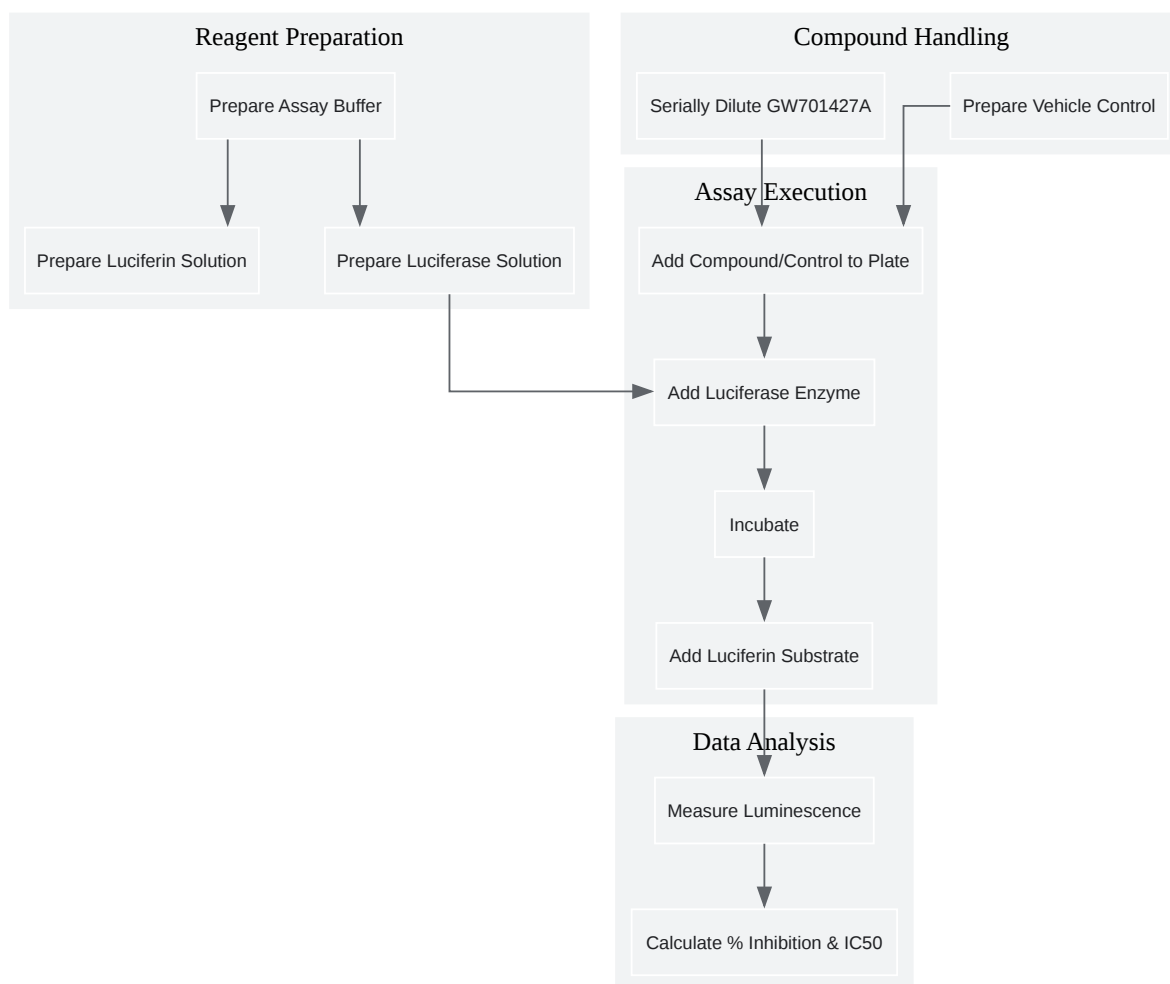 Reagent Preparation
Prepare Assay Buffer
Prepare Luciferin Solution
Prepare Luciferase Solution
Compound Handling
Serially Dilute GW701427A
Prepare Vehicle Control
Assay Execution
Add Compound/Control to Plate
Add Luciferase Enzyme
Incubate
Add Luciferin Substrate
Data Analysis
Measure Luminescence
Calculate % Inhibition & IC50